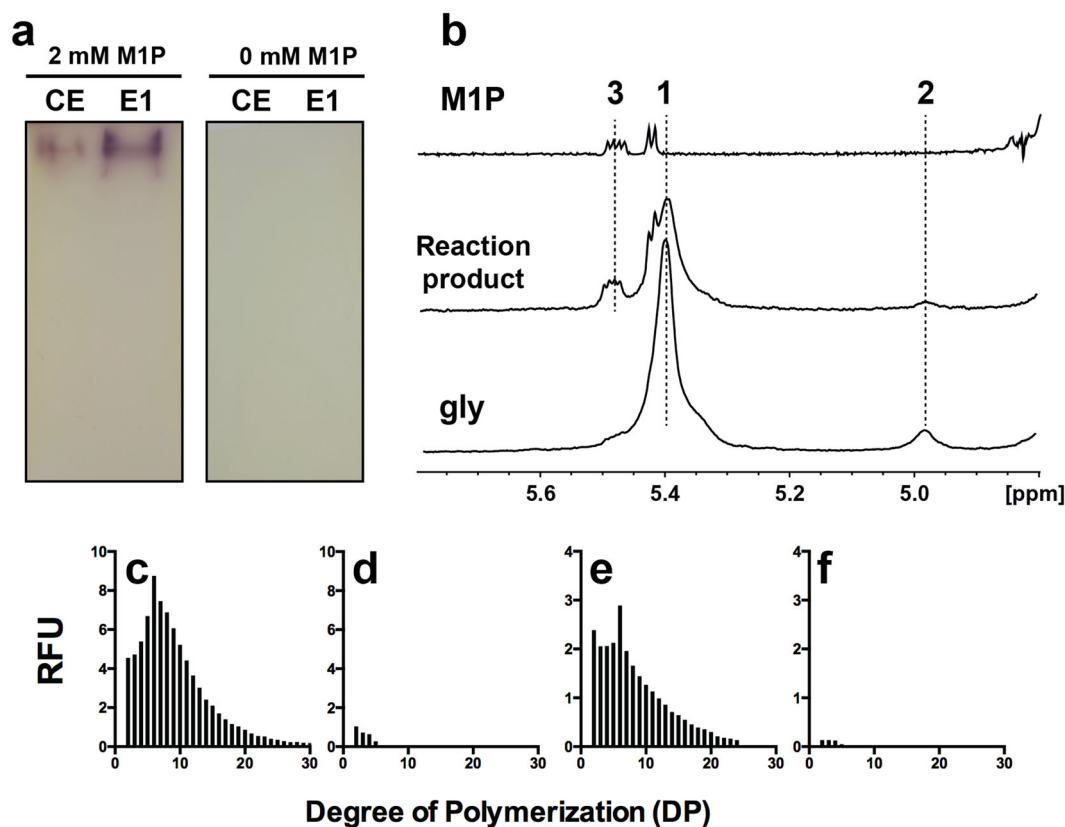 a
2 mM M1P
0 mM M1P
CE E1
CE E1
b
M1P
3 1 2
Reaction
product
gly
5.6 5.4 5.2 5.0 [ppm]
c
10
8
6
4
2
0
0 10 20 30
d
10
8
6
4
2
0
0 10 20 30
e
4
3
2
1
0
0 10 20 30
f
4
3
2
1
0
0 10 20 30
RFU
Degree of Polymerization (DP)